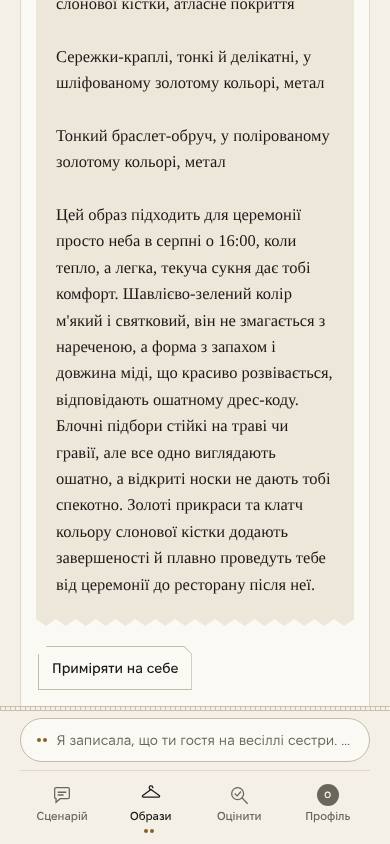 слонової кістки, атласне покриття
Сережки-краплі, тонкі й делікатні, у
шліфованому золотому кольорі, метал
Тонкий браслет-обруч, у полірованому
золотому кольорі, метал
Цей образ підходить для церемонії
просто неба в серпні о 16:00, коли
тепло, а легка, текуча сукня дає тобі
комфорт. Шавлієво-зелений колір
м'який і святковий, він не змагається з
нареченою, а форма з запахом і
довжина міді, що красиво розвівається,
відповідають ошатному дрес-коду.
Блочні підбори стійкі на траві чи
гравії, але все одно виглядають
ошатно, а відкриті носки не дають тобі
спекотно. Золоті прикраси та клатч
кольору слонової кістки додають
завершеності й плавно проведуть тебе
від церемонії до ресторану після неї.
Приміряти на себе
Я записала, що ти гостя на весіллі сестри. ...
Сценарій
Образи
Оцінити
О
Профіль